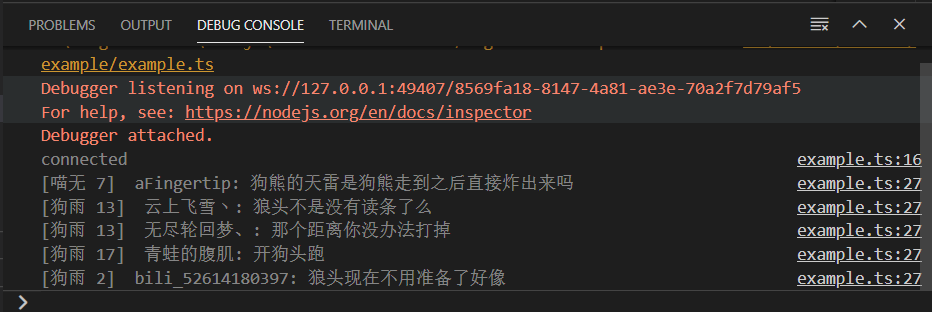 PROBLEMS OUTPUT DEBUG CONSOLE TERMINAL
example/example.ts
Debugger listening on ws://127.0.0.1:49407/8569fa18-8147-4a81-ae3e-70a2f7d79af5
For help, see: https://nodejs.org/en/docs/inspector
Debugger attached.
connected example.ts:16
[喵无 7] aFingertip: 狗熊的天雷是狗熊走到之后直接炸出来吗 example.ts:27
[狗雨 13] 云上飞雪丶: 狼头不是没有读条了么 example.ts:27
[狗雨 13] 无尽轮回梦、: 那个距离你没办法打掉 example.ts:27
[狗雨 17] 青蛙的腹肌: 开狗头跑 example.ts:27
[狗雨 2] bili_52614180397: 狼头现在不用准备了好像 example.ts:27